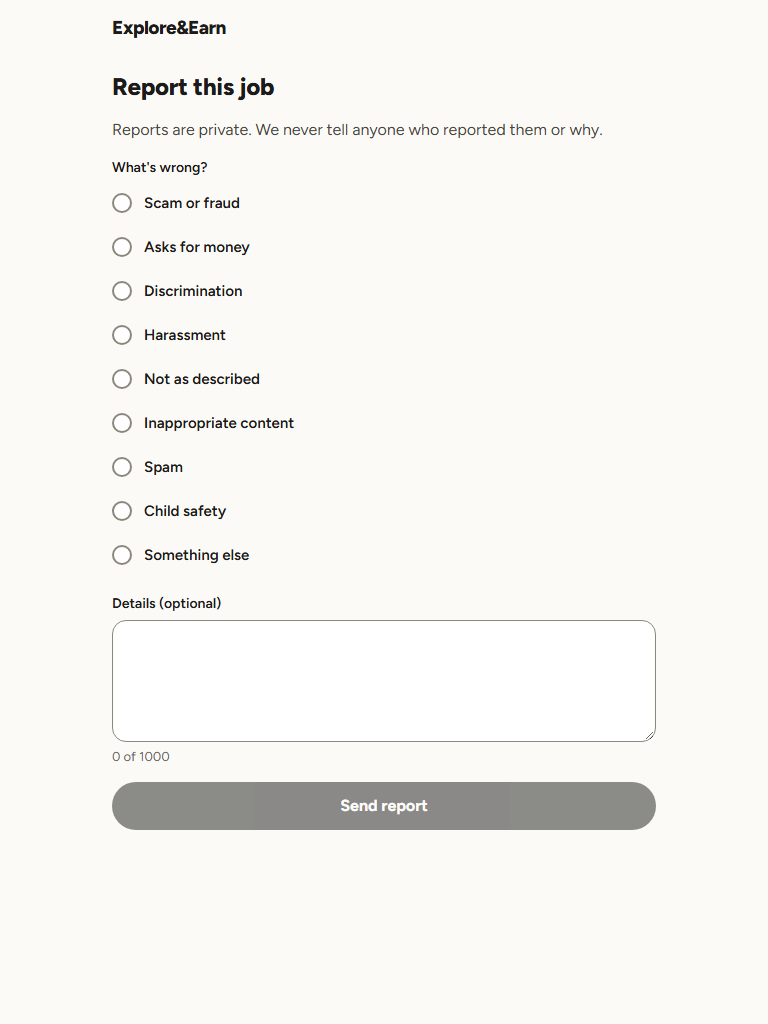 Explore&Earn
Report this job
Reports are private. We never tell anyone who reported them or why.
What's wrong?
Scam or fraud
Asks for money
Discrimination
Harassment
Not as described
Inappropriate content
Spam
Child safety
Something else
Details (optional)
0 of 1000
Send report